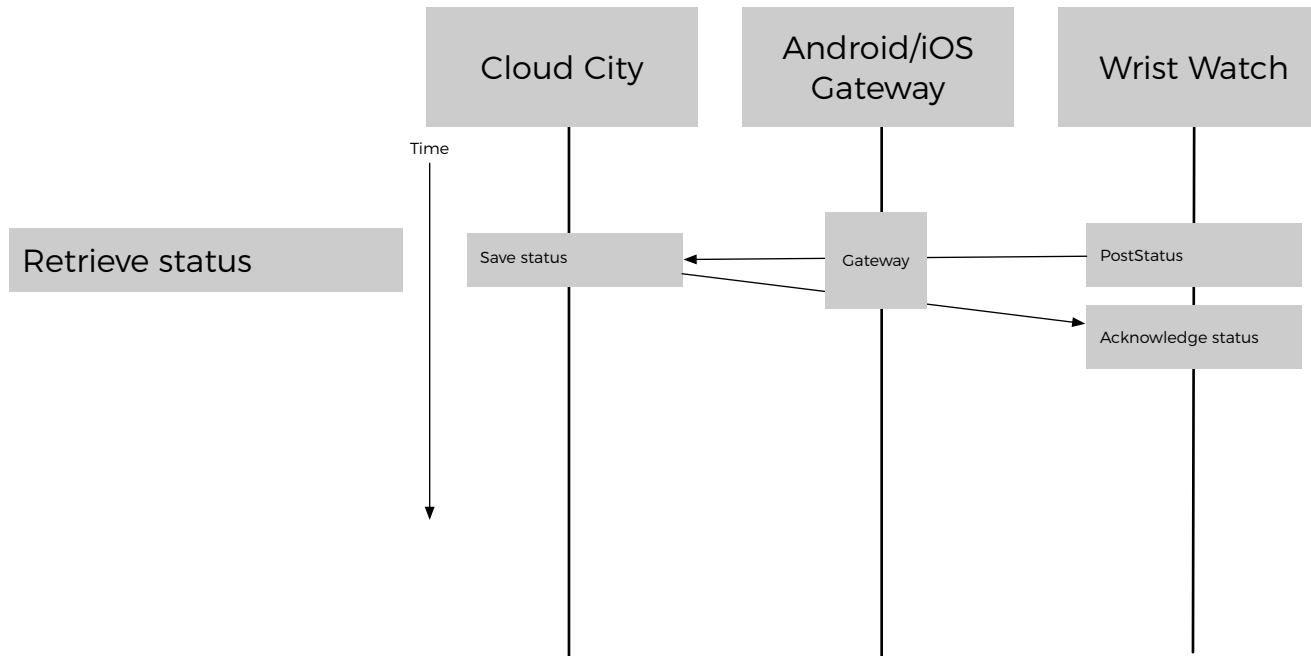 Cloud City
Android/iOS
Gateway
Wrist Watch
Time
Retrieve status
Save status
Gateway
PostStatus
Acknowledge status